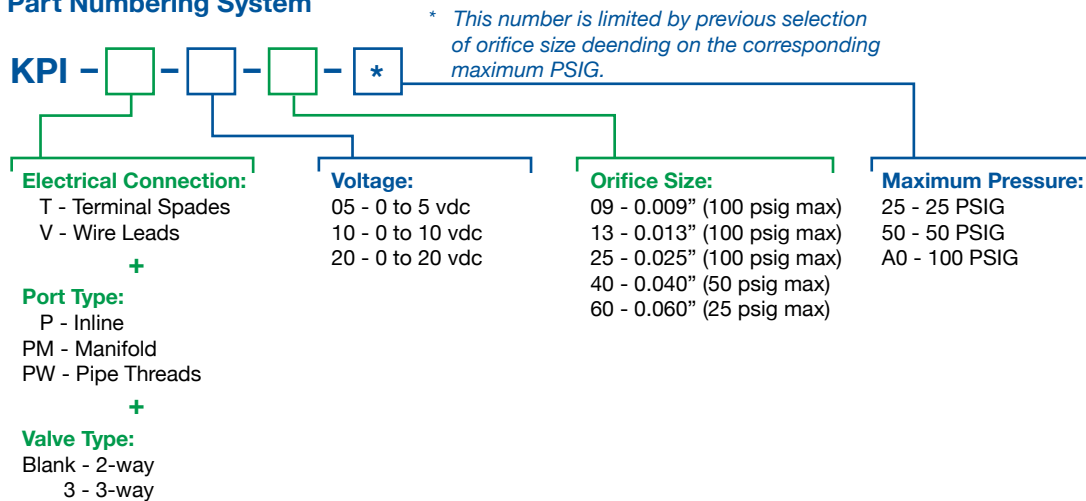 Part Numbering System
* This number is limited by previous selection
of orifice size deending on the corresponding
maximum PSIG.
KPI – – – – *
Electrical Connection:
T - Terminal Spades
V - Wire Leads
+
Port Type:
P - Inline
PM - Manifold
PW - Pipe Threads
+
Valve Type:
Blank - 2-way
3 - 3-way
Voltage:
05 - 0 to 5 vdc
10 - 0 to 10 vdc
20 - 0 to 20 vdc
Orifice Size:
09 - 0.009” (100 psig max)
13 - 0.013” (100 psig max)
25 - 0.025” (100 psig max)
40 - 0.040” (50 psig max)
60 - 0.060” (25 psig max)
Maximum Pressure:
25 - 25 PSIG
50 - 50 PSIG
A0 - 100 PSIG